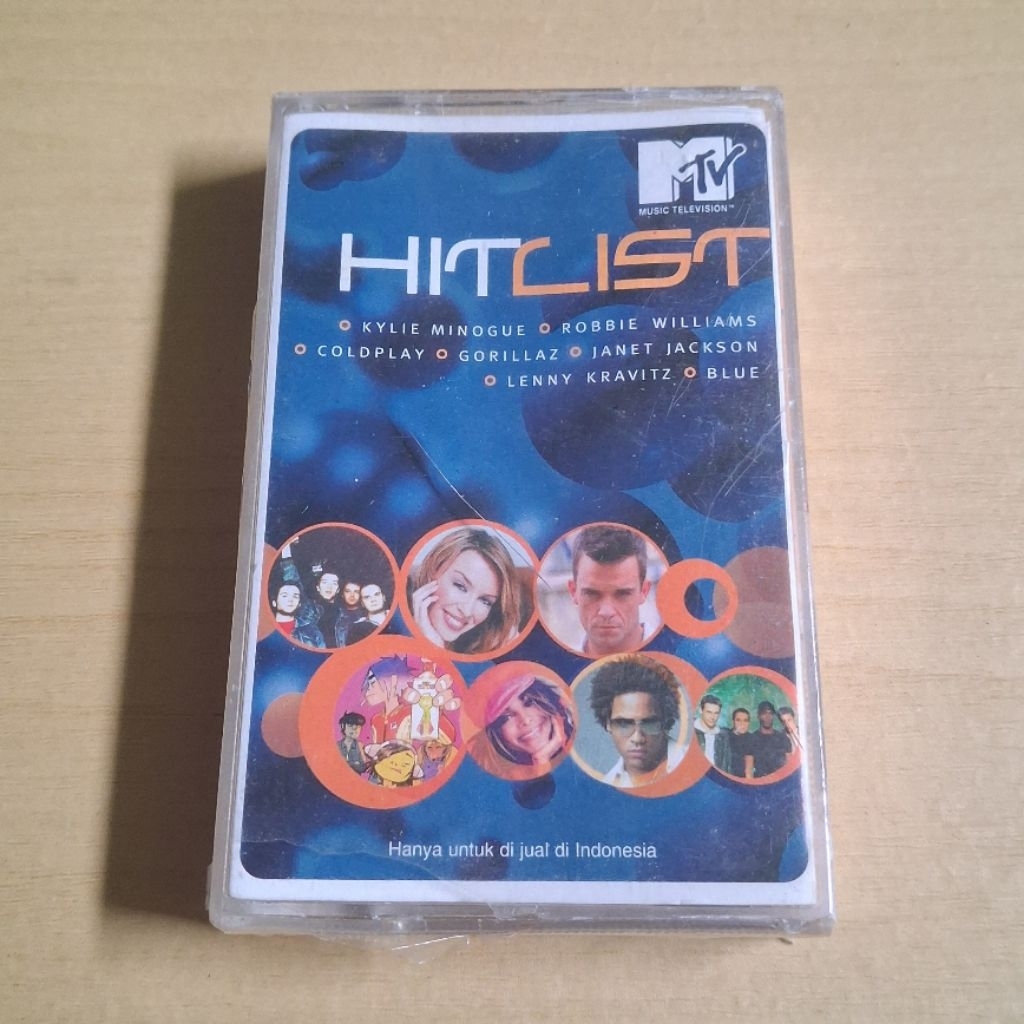 MTV
MUSIC TELEVISION™
HITLIST
KYLIE MINOGUE ROBBIE WILLIAMS
COLDPLAY GORILLAZ JANET JACKSON
LENNY KRAVITZ BLUE
Hanya untuk di jual di Indonesia